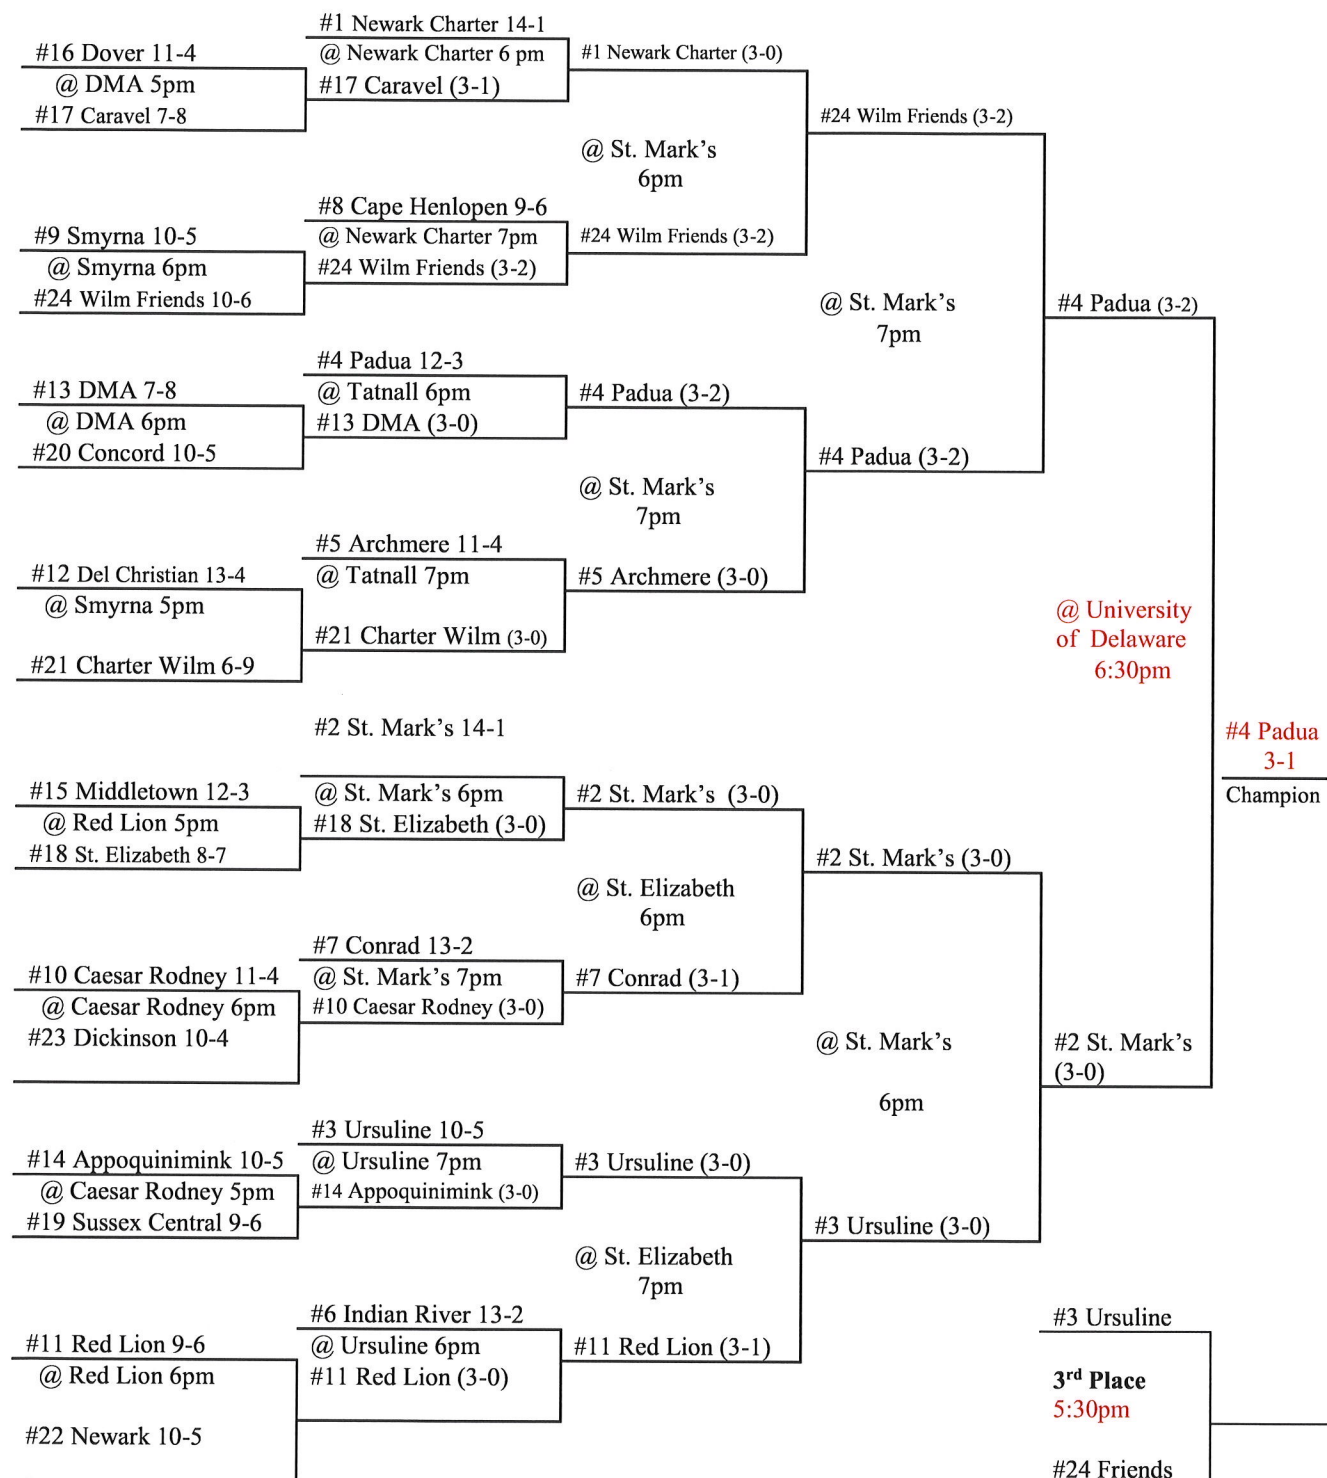 #1 Newark Charter 14-1
#16 Dover 11-4
@ Newark Charter 6 pm
#1 Newark Charter (3-0)
@ DMA 5pm
#17 Caravel (3-1)
#17 Caravel 7-8
#24 Wilm Friends (3-2)
@ St. Mark's
6pm
#8 Cape Henlopen 9-6
#9 Smyrna 10-5
@ Newark Charter 7pm
#24 Wilm Friends (3-2)
@ Smyrna 6pm
#24 Wilm Friends (3-2)
#24 Wilm Friends 10-6
@ St. Mark's
7pm
#4 Padua (3-2)
#4 Padua 12-3
#13 DMA 7-8
@ Tatnall 6pm
#4 Padua (3-2)
@ DMA 6pm
#13 DMA (3-0)
#20 Concord 10-5
#4 Padua (3-2)
@ St. Mark's
7pm
#5 Archmere 11-4
#12 Del Christian 13-4
@ Tatnall 7pm
#5 Archmere (3-0)
@ Smyrna 5pm
#21 Charter Wilm (3-0)
#21 Charter Wilm 6-9
@ University
of Delaware
6:30pm
#2 St. Mark's 14-1
#4 Padua
3-1
Champion
#15 Middletown 12-3
@ St. Mark's 6pm
#2 St. Mark's (3-0)
@ Red Lion 5pm
#18 St. Elizabeth (3-0)
#18 St. Elizabeth 8-7
#2 St. Mark's (3-0)
@ St. Elizabeth
6pm
#7 Conrad 13-2
#10 Caesar Rodney 11-4
@ St. Mark's 7pm
#7 Conrad (3-1)
@ Caesar Rodney 6pm
#10 Caesar Rodney (3-0)
#23 Dickinson 10-4
@ St. Mark's
6pm
#2 St. Mark's
(3-0)
#3 Ursuline 10-5
#14 Appoquinimink 10-5
@ Ursuline 7pm
#3 Ursuline (3-0)
@ Caesar Rodney 5pm
#14 Appoquinimink (3-0)
#19 Sussex Central 9-6
#3 Ursuline (3-0)
@ St. Elizabeth
7pm
#6 Indian River 13-2
#11 Red Lion 9-6
@ Ursuline 6pm
#11 Red Lion (3-1)
@ Red Lion 6pm
#11 Red Lion (3-0)
#22 Newark 10-5
#3 Ursuline
3rd Place
5:30pm
#24 Friends